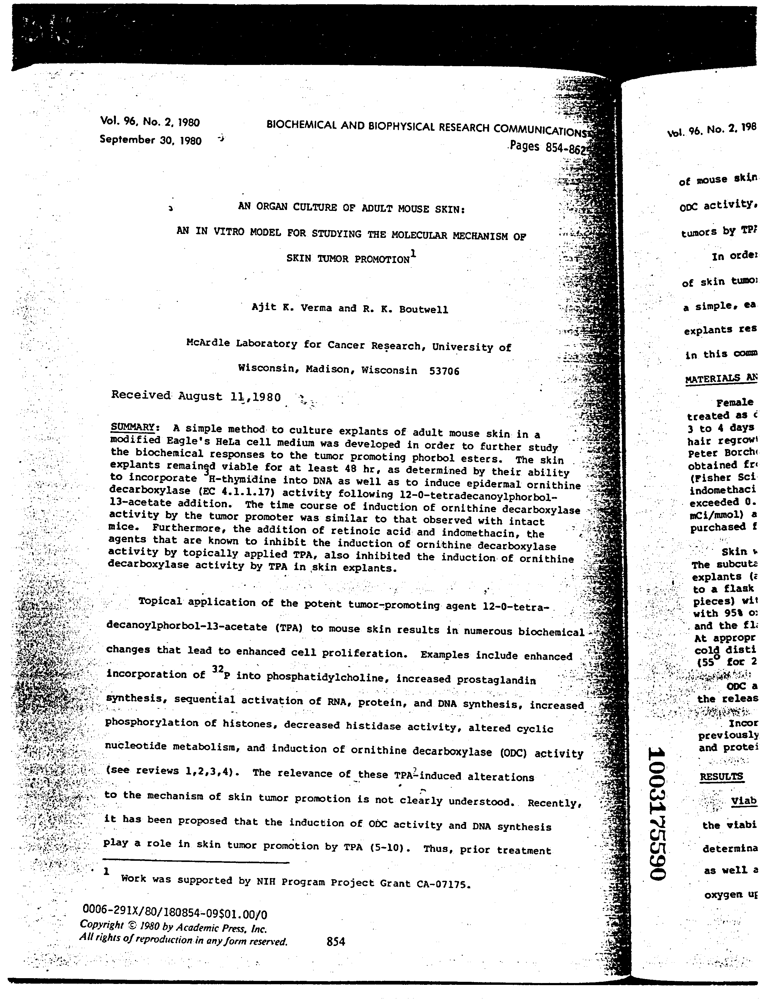 Vol. 96, No. 2, 1980
BIOCHEMICAL AND BIOPHYSICAL RESEARCH COMMUNICATIONS
September 30, 1980
Pages 854-862
AN ORGAN CULTURE OF ADULT MOUSE SKIN:
AN IN VITRO MODEL FOR STUDYING THE MOLECULAR MECHANISM OF
SKIN TUMOR PROMOTION1
Ajit K. Verma and R. K. Boutwell
McArdle Laboratory for Cancer Research, University of
Wisconsin, Madison, Wisconsin 53706
Received August 11,1980
SUMMARY: A simple method to culture explants of adult mouse skin in a
modified Eagle's HeLa cell medium was developed in order to further study
the biochemical responses to the tumor promoting phorbol esters. The skin
explants remained viable for at least 48 hr, as determined by their ability
to incorporate 3H-thymidine into DNA as well as to induce epidermal ornithine
decarboxylase (EC 4.1.1.17) activity following 12-O-tetradecanoylphorbol-
13-acetate addition. The time course of induction of ornithine decarboxylase
activity by the tumor promoter was similar to that observed with intact
mice. Furthermore, the addition of retinoic acid and indomethacin, the
agents that are known to inhibit the induction of ornithine decarboxylase
activity by topically applied TPA, also inhibited the induction of ornithine
decarboxylase activity by TPA in skin explants.
Topical application of the potent tumor-promoting agent 12-O-tetra-
decanoylphorbol-13-acetate (TPA) to mouse skin results in numerous biochemical
changes that lead to enhanced cell proliferation. Examples include enhanced
incorporation of 32P into phosphatidylcholine, increased prostaglandin
synthesis, sequential activation of RNA, protein, and DNA synthesis, increased
phosphorylation of histones, decreased histidase activity, altered cyclic
nucleotide metabolism, and induction of ornithine decarboxylase (ODC) activity
(see reviews 1,2,3,4). The relevance of these TPA-induced alterations
to the mechanism of skin tumor promotion is not clearly understood. Recently,
it has been proposed that the induction of ODC activity and DNA synthesis
play a role in skin tumor promotion by TPA (5-10). Thus, prior treatment
1 Work was supported by NIH Program Project Grant CA-07175.
0006-291X/80/180854-09$01.00/0
Copyright © 1980 by Academic Press, Inc.
All rights of reproduction in any form reserved.
854
Vol. 96, No. 2, 198
of mouse skin
ODC activity,
tumors by TP
In order
of skin tumo
a simple, ea
explants res
in this comm
MATERIALS AN
Female
treated as
3 to 4 days
hair regrow
Peter Borch
obtained fr
(Fisher Sci
indomethaci
exceeded 0.
mCi/mmol) a
purchased f
Skin
The subcuta
explants (
to a flask
pieces) wit
with 95% o
and the fl
At appropr
cold disti
(55° for 2
ODC a
the releas
Incor
previously
and protei
RESULTS
Viab
the viabi
determina
as well a
oxygen up
1003175590